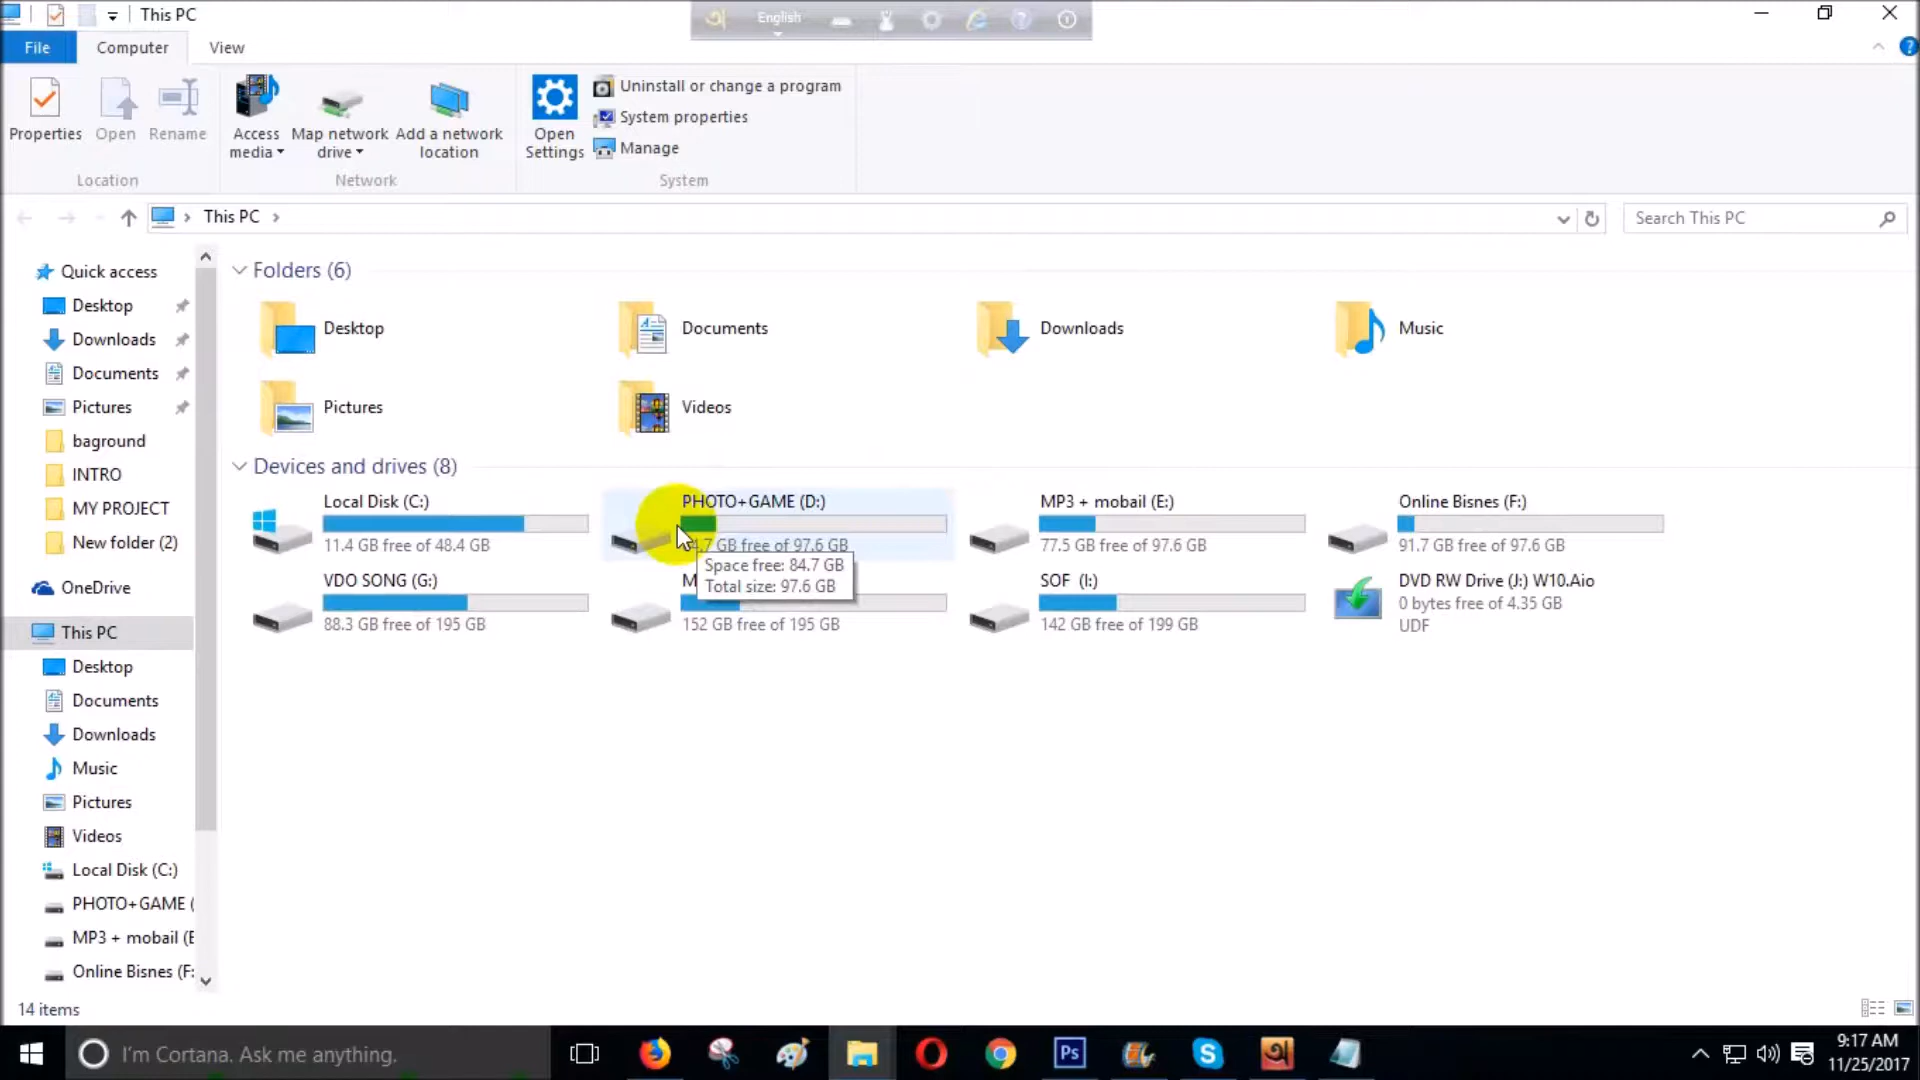 This PC
English
File
Computer
View
Properties
Open
Rename
Access media
Map network drive
Add a network location
Open Settings
Uninstall or change a program
System properties
Manage
Location
Network
System
This PC
Search This PC
Quick access
Desktop
Downloads
Documents
Pictures
baground
INTRO
MY PROJECT
New folder (2)
OneDrive
This PC
Desktop
Documents
Downloads
Music
Pictures
Videos
Local Disk (C:)
PHOTO+GAME (
MP3 + mobail (E
Online Bisnes (F:
Folders (6)
Desktop
Documents
Downloads
Music
Pictures
Videos
Devices and drives (8)
Local Disk (C:)
11.4 GB free of 48.4 GB
PHOTO+GAME (D:)
GB free of 97.6 GB
Space free: 84.7 GB
Total size: 97.6 GB
MP3 + mobail (E:)
77.5 GB free of 97.6 GB
Online Bisnes (F:)
91.7 GB free of 97.6 GB
VDO SONG (G:)
88.3 GB free of 195 GB
152 GB free of 195 GB
SOF (I:)
142 GB free of 199 GB
DVD RW Drive (J:) W10.Aio
0 bytes free of 4.35 GB
UDF
14 items
I'm Cortana. Ask me anything.
Ps
9:17 AM
11/25/2017